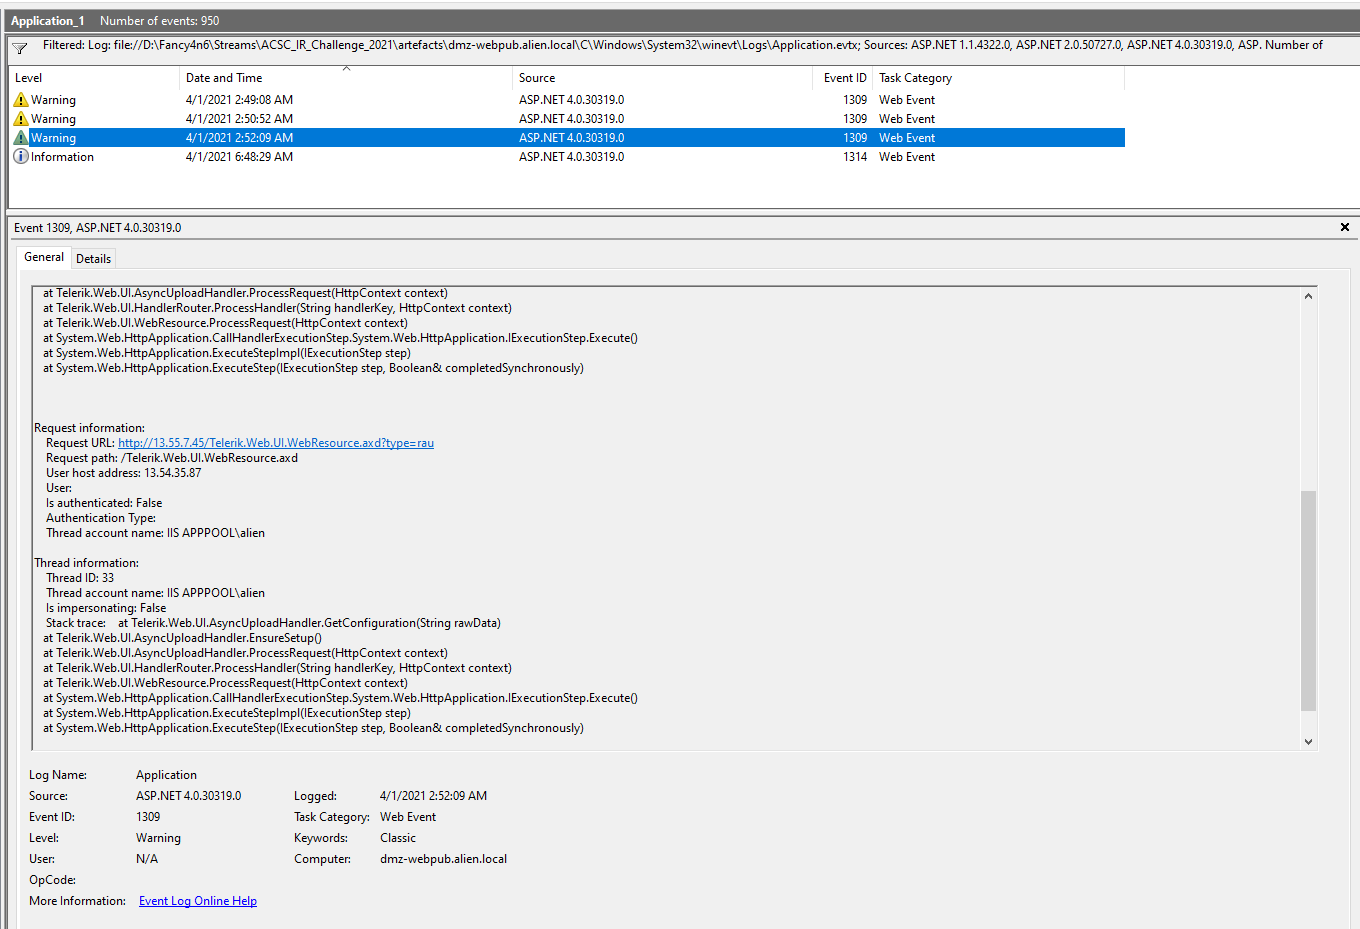 Application_1 Number of events: 950
Filtered: Log: file://D:\Fancy4n6\Streams\ACSC_IR_Challenge_2021\artefacts\dmz-webpub.alien.local\C\Windows\System32\winevt\Logs\Application.evtx; Sources: ASP.NET 1.1.4322.0, ASP.NET 2.0.50727.0, ASP.NET 4.0.30319.0, ASP. Number of
Level Date and Time Source Event ID Task Category
Warning 4/1/2021 2:49:08 AM ASP.NET 4.0.30319.0 1309 Web Event
Warning 4/1/2021 2:50:52 AM ASP.NET 4.0.30319.0 1309 Web Event
Warning 4/1/2021 2:52:09 AM ASP.NET 4.0.30319.0 1309 Web Event
Information 4/1/2021 6:48:29 AM ASP.NET 4.0.30319.0 1314 Web Event
Event 1309, ASP.NET 4.0.30319.0
General Details
at Telerik.Web.UI.AsyncUploadHandler.ProcessRequest(HttpContext context)
at Telerik.Web.UI.HandlerRouter.ProcessHandler(String handlerKey, HttpContext context)
at Telerik.Web.UI.WebResource.ProcessRequest(HttpContext context)
at System.Web.HttpApplication.CallHandlerExecutionStep.System.Web.HttpApplication.IExecutionStep.Execute()
at System.Web.HttpApplication.ExecuteStepImpl(IExecutionStep step)
at System.Web.HttpApplication.ExecuteStep(IExecutionStep step, Boolean& completedSynchronously)
Request information:
Request URL: http://13.55.7.45/Telerik.Web.UI.WebResource.axd?type=rau
Request path: /Telerik.Web.UI.WebResource.axd
User host address: 13.54.35.87
User:
Is authenticated: False
Authentication Type:
Thread account name: IIS APPPOOL\alien
Thread information:
Thread ID: 33
Thread account name: IIS APPPOOL\alien
Is impersonating: False
Stack trace: at Telerik.Web.UI.AsyncUploadHandler.GetConfiguration(String rawData)
at Telerik.Web.UI.AsyncUploadHandler.EnsureSetup()
at Telerik.Web.UI.AsyncUploadHandler.ProcessRequest(HttpContext context)
at Telerik.Web.UI.HandlerRouter.ProcessHandler(String handlerKey, HttpContext context)
at Telerik.Web.UI.WebResource.ProcessRequest(HttpContext context)
at System.Web.HttpApplication.CallHandlerExecutionStep.System.Web.HttpApplication.IExecutionStep.Execute()
at System.Web.HttpApplication.ExecuteStepImpl(IExecutionStep step)
at System.Web.HttpApplication.ExecuteStep(IExecutionStep step, Boolean& completedSynchronously)
Log Name: Application
Source: ASP.NET 4.0.30319.0 Logged: 4/1/2021 2:52:09 AM
Event ID: 1309 Task Category: Web Event
Level: Warning Keywords: Classic
User: N/A Computer: dmz-webpub.alien.local
OpCode:
More Information: Event Log Online Help